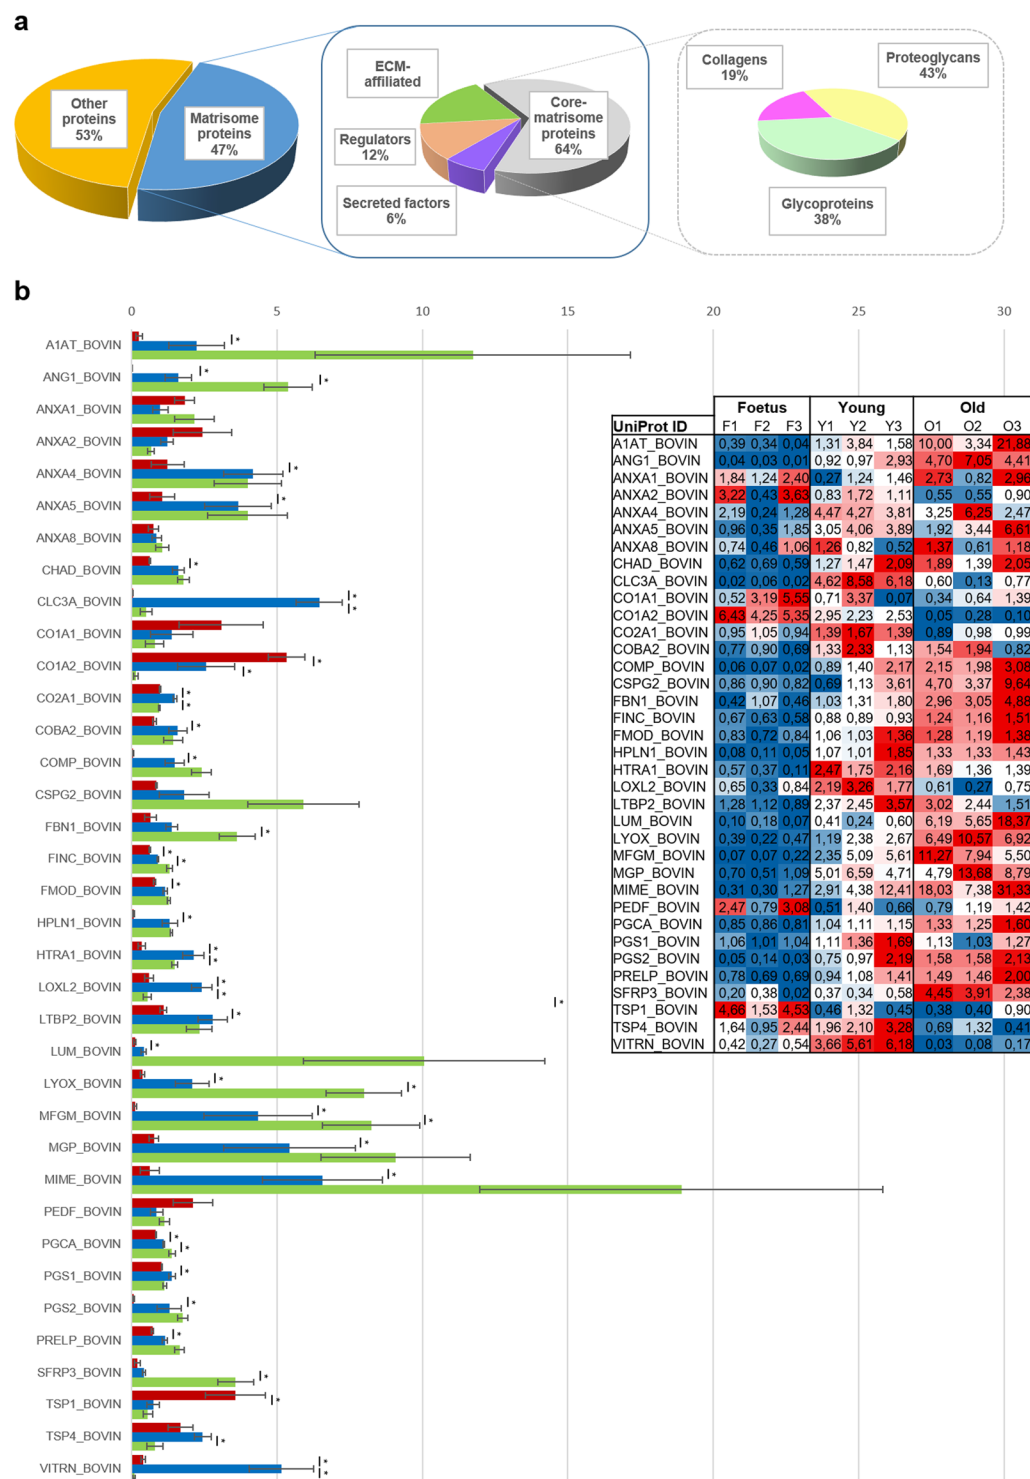 a
Other
proteins
53%
Matrisome
proteins
47%
ECM-
affiliated
Regulators
12%
Secreted factors
6%
Core-
matrisome
proteins
64%
Collagens
19%
Proteoglycans
43%
Glycoproteins
38%
b
0 5 10 15 20 25 30
A1AT_BOVIN
ANG1_BOVIN
ANXA1_BOVIN
ANXA2_BOVIN
ANXA4_BOVIN
ANXA5_BOVIN
ANXA8_BOVIN
CHAD_BOVIN
CLC3A_BOVIN
CO1A1_BOVIN
CO1A2_BOVIN
CO2A1_BOVIN
COBA2_BOVIN
COMP_BOVIN
CSPG2_BOVIN
FBN1_BOVIN
FINC_BOVIN
FMOD_BOVIN
HPLN1_BOVIN
HTRA1_BOVIN
LOXL2_BOVIN
LTBP2_BOVIN
LUM_BOVIN
LYOX_BOVIN
MFGM_BOVIN
MGP_BOVIN
MIME_BOVIN
PEDF_BOVIN
PGCA_BOVIN
PGS1_BOVIN
PGS2_BOVIN
PRELP_BOVIN
SFRP3_BOVIN
TSP1_BOVIN
TSP4_BOVIN
VITRN_BOVIN
Foetus Young Old
UniProt ID F1 F2 F3 Y1 Y2 Y3 O1 O2 O3
A1AT_BOVIN 0,39 0,34 0,04 1,31 3,84 1,58 10,00 3,34 21,88
ANG1_BOVIN 0,04 0,03 0,01 0,92 0,97 2,93 4,70 7,05 4,41
ANXA1_BOVIN 1,84 1,24 2,40 0,27 1,24 1,46 2,73 0,82 2,96
ANXA2_BOVIN 3,22 0,43 3,63 0,83 1,72 1,11 0,55 0,55 0,90
ANXA4_BOVIN 2,19 0,24 1,28 4,47 4,27 3,81 3,25 6,25 2,47
ANXA5_BOVIN 0,96 0,35 1,85 3,05 4,06 3,89 1,92 3,44 6,61
ANXA8_BOVIN 0,74 0,46 1,06 1,26 0,82 0,52 1,37 0,61 1,18
CHAD_BOVIN 0,62 0,69 0,59 1,27 1,47 2,09 1,89 1,39 2,05
CLC3A_BOVIN 0,02 0,06 0,02 4,62 8,58 6,18 0,60 0,13 0,77
CO1A1_BOVIN 0,52 3,19 5,55 0,71 3,37 0,07 0,34 0,64 1,39
CO1A2_BOVIN 6,43 4,25 5,35 2,95 2,23 2,53 0,05 0,28 0,10
CO2A1_BOVIN 0,95 1,05 0,94 1,39 1,67 1,39 0,89 0,98 0,99
COBA2_BOVIN 0,77 0,90 0,69 1,33 2,33 1,13 1,54 1,94 0,82
COMP_BOVIN 0,06 0,07 0,02 0,89 1,40 2,17 2,15 1,98 3,08
CSPG2_BOVIN 0,86 0,90 0,82 0,69 1,13 3,61 4,70 3,37 9,64
FBN1_BOVIN 0,42 1,07 0,46 1,03 1,31 1,80 2,96 3,05 4,88
FINC_BOVIN 0,67 0,63 0,58 0,88 0,89 0,93 1,24 1,16 1,51
FMOD_BOVIN 0,83 0,72 0,84 1,06 1,03 1,36 1,28 1,19 1,38
HPLN1_BOVIN 0,08 0,11 0,05 1,07 1,01 1,85 1,33 1,33 1,43
HTRA1_BOVIN 0,57 0,37 0,11 2,47 1,75 2,16 1,69 1,36 1,39
LOXL2_BOVIN 0,65 0,33 0,84 2,19 3,26 1,77 0,61 0,27 0,75
LTBP2_BOVIN 1,28 1,12 0,89 2,37 2,45 3,57 3,02 2,44 1,51
LUM_BOVIN 0,10 0,18 0,07 0,41 0,24 0,60 6,19 5,65 18,37
LYOX_BOVIN 0,39 0,22 0,47 1,19 2,38 2,67 6,49 10,57 6,92
MFGM_BOVIN 0,07 0,07 0,22 2,35 5,09 5,61 11,27 7,94 5,50
MGP_BOVIN 0,70 0,51 1,09 5,01 6,59 4,71 4,79 13,68 8,79
MIME_BOVIN 0,31 0,30 1,27 2,91 4,38 12,41 18,03 7,38 31,33
PEDF_BOVIN 2,47 0,79 3,08 0,51 1,40 0,66 0,79 1,19 1,42
PGCA_BOVIN 0,85 0,86 0,81 1,04 1,11 1,15 1,33 1,25 1,60
PGS1_BOVIN 1,06 1,01 1,04 1,11 1,36 1,69 1,13 1,03 1,27
PGS2_BOVIN 0,05 0,14 0,03 0,75 0,97 2,19 1,58 1,58 2,13
PRELP_BOVIN 0,78 0,69 0,69 0,94 1,08 1,41 1,49 1,46 2,00
SFRP3_BOVIN 0,20 0,38 0,02 0,37 0,34 0,58 4,45 3,91 2,38
TSP1_BOVIN 4,66 1,53 4,53 0,46 1,32 0,45 0,38 0,40 0,90
TSP4_BOVIN 1,64 0,95 2,44 1,96 2,10 3,28 0,69 1,32 0,41
VITRN_BOVIN 0,42 0,27 0,54 3,66 5,61 6,18 0,03 0,08 0,17